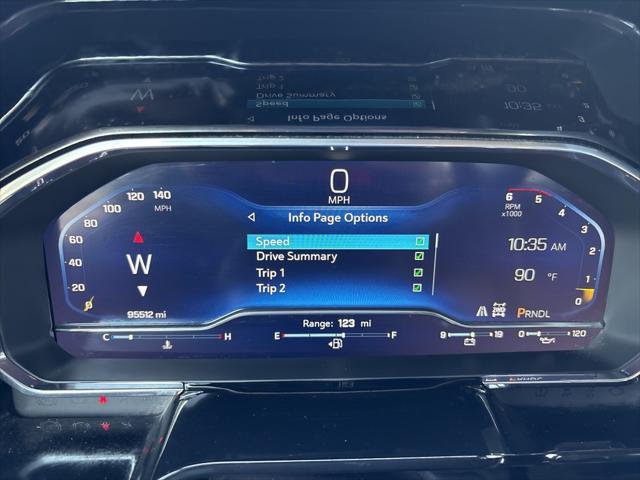 0
MPH
Info Page Options
Speed
Drive Summary
Trip 1
Trip 2
20
40
60
80
100
120
140
MPH
W
95512 mi
C H
Range: 123 mi
E F
6
5
4
3
2
1
0
RPM
x1000
10:35 AM
90 °F
2WD
PRNDL
9 19
0 120